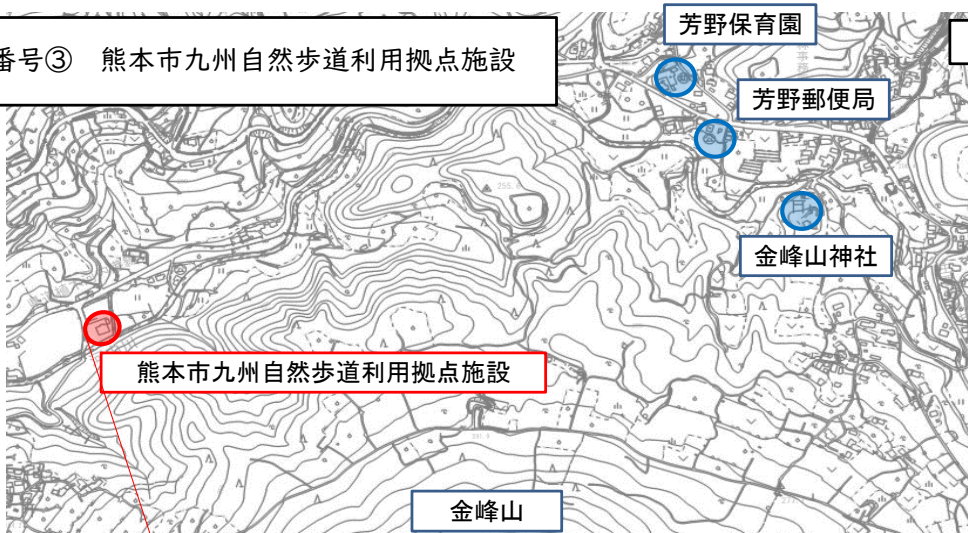 番号③ 熊本市九州自然歩道利用拠点施設
芳野保育園
芳野郵便局
金峰山神社
熊本市九州自然歩道利用拠点施設
金峰山